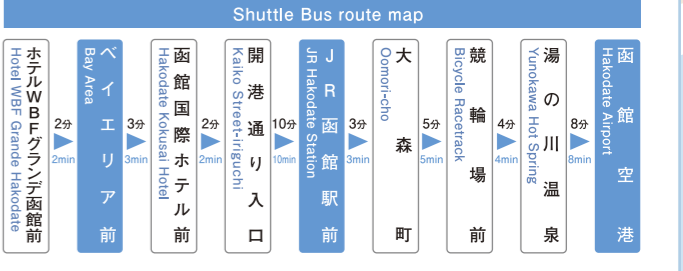 Shuttle Bus route map
ホテルWBFグランデ函館前
Hotel WBF Grande Hakodate
2分
2min
ベイエリア前
Bay Area
3分
3min
函館国際ホテル前
Hakodate Kokusai Hotel
2分
2min
開港通り入口
Kaiko Street-iriguchi
10分
10min
JR函館駅前
JR Hakodate Station
3分
3min
大森町
Oomori-cho
5分
5min
競輪場前
Bicycle Racetrack
4分
4min
湯の川温泉
Yunokawa Hot Spring
8分
8min
函館空港
Hakodate Airport